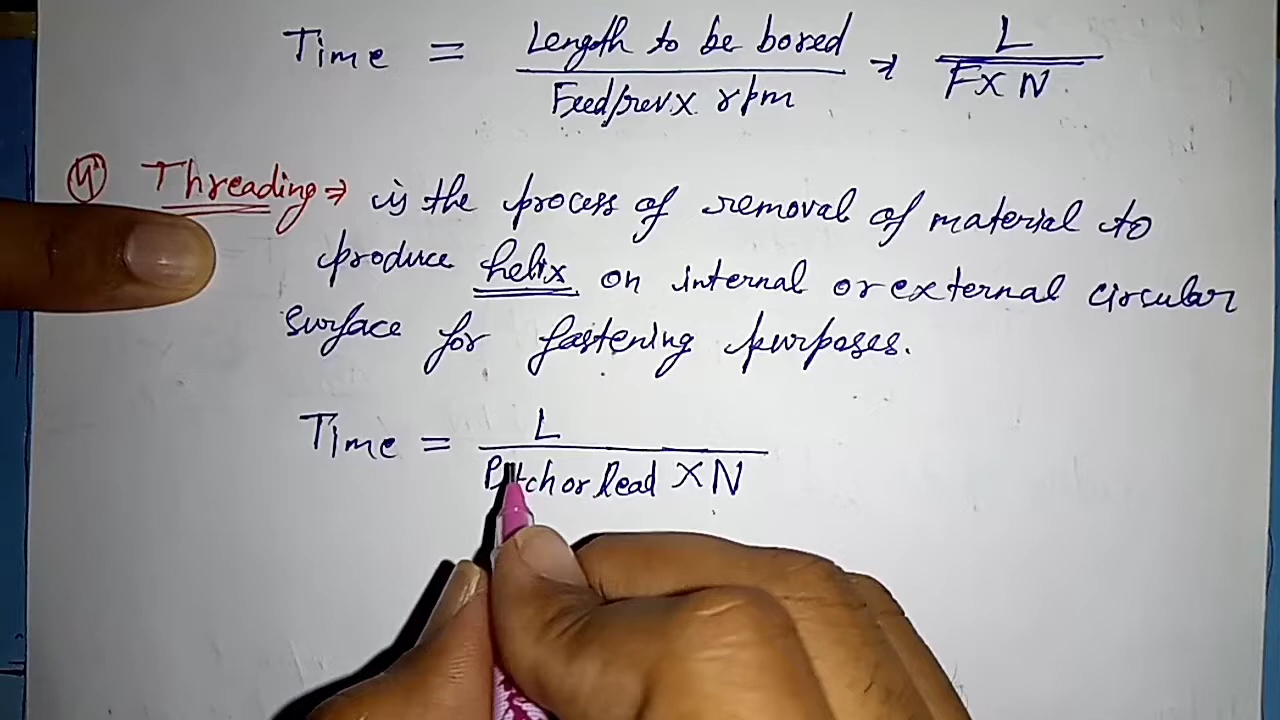 Time = Length to be bored / Feed/rev x rpm → L / F X N
(4) Threading → is the process of removal of material to
produce helix on internal or external circular
surface for fastening purposes.
Time = L / Pitch or lead X N